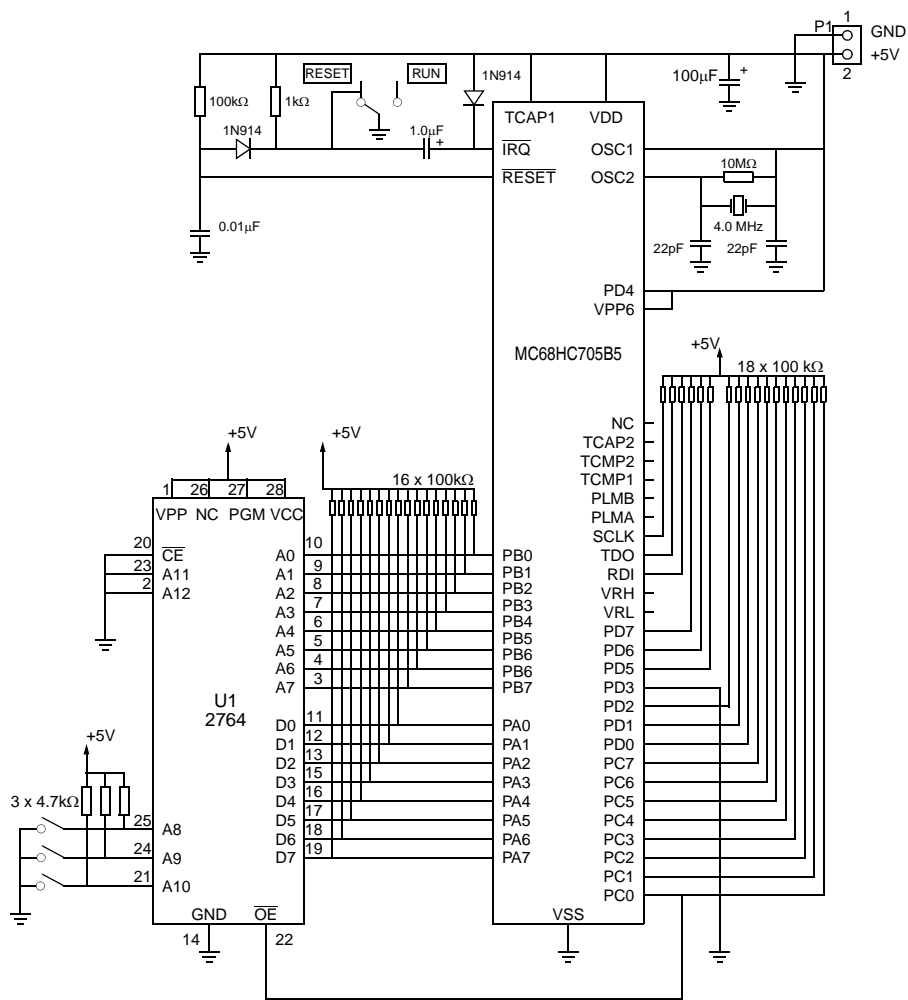 P1
1
GND
+5V
2
RESET
RUN
1N914
100µF
+
100kΩ
1kΩ
1N914
1.0µF
+
TCAP1
VDD
IRQ
OSC1
RESET
OSC2
10MΩ
4.0 MHz
22pF
22pF
0.01µF
PD4
VPP6
MC68HC705B5
+5V
18 x 100 kΩ
NC
TCAP2
TCMP2
TCMP1
PLMB
PLMA
SCLK
TDO
RDI
VRH
VRL
PD7
PD6
PD5
PD3
PD2
PD1
PD0
PC7
PC6
PC5
PC4
PC3
PC2
PC1
PC0
+5V
+5V
16 x 100kΩ
1
26
27
28
VPP
NC
PGM
VCC
20
CE
23
A11
2
A12
A0
10
PB0
A1
9
PB1
A2
8
PB2
A3
7
PB3
A4
6
PB4
A5
5
PB5
A6
4
PB6
PB6
A7
3
PB7
U1
2764
D0
11
PA0
D1
12
PA1
D2
13
PA2
D3
15
PA3
D4
16
PA4
D5
17
PA5
D6
18
PA6
D7
19
PA7
+5V
3 x 4.7kΩ
25
A8
24
A9
21
A10
GND
OE
14
22
VSS